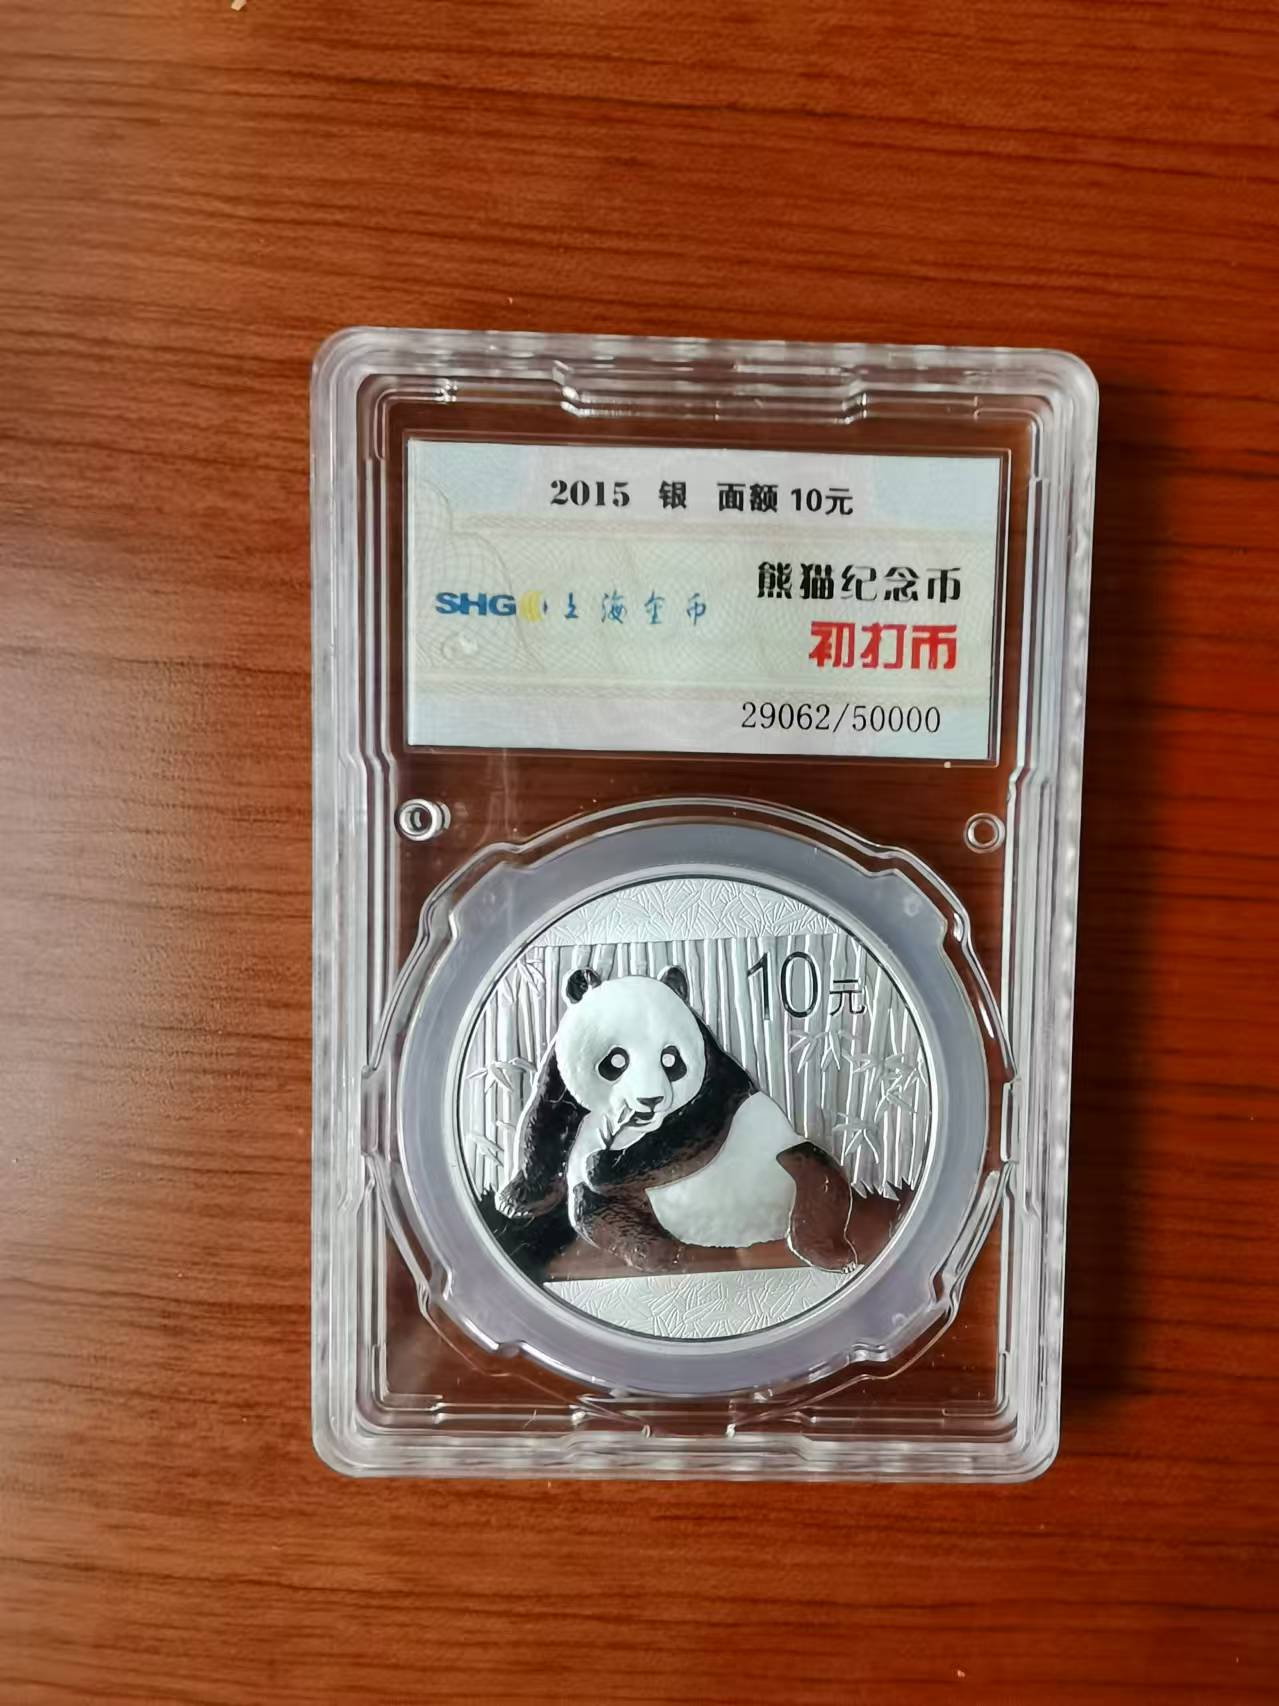 2015 银 面额 10元
熊猫纪念币
SHG 上海金币
初打币
29062/50000
10元